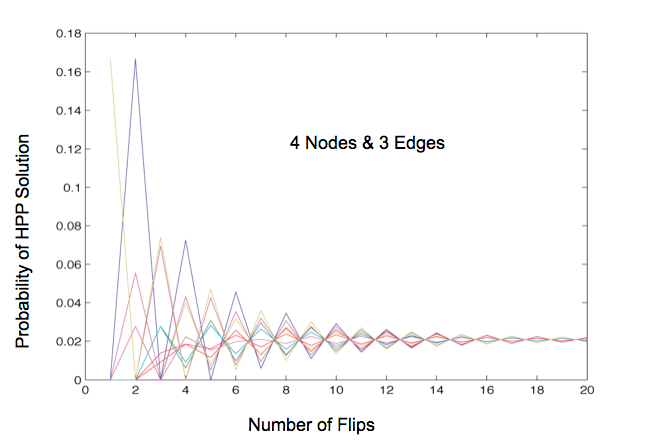 0.18
0.16
0.14
0.12
0.1
0.08
0.06
0.04
0.02
0
0 2 4 6 8 10 12 14 16 18 20
4 Nodes & 3 Edges
Probability of HPP Solution
Number of Flips